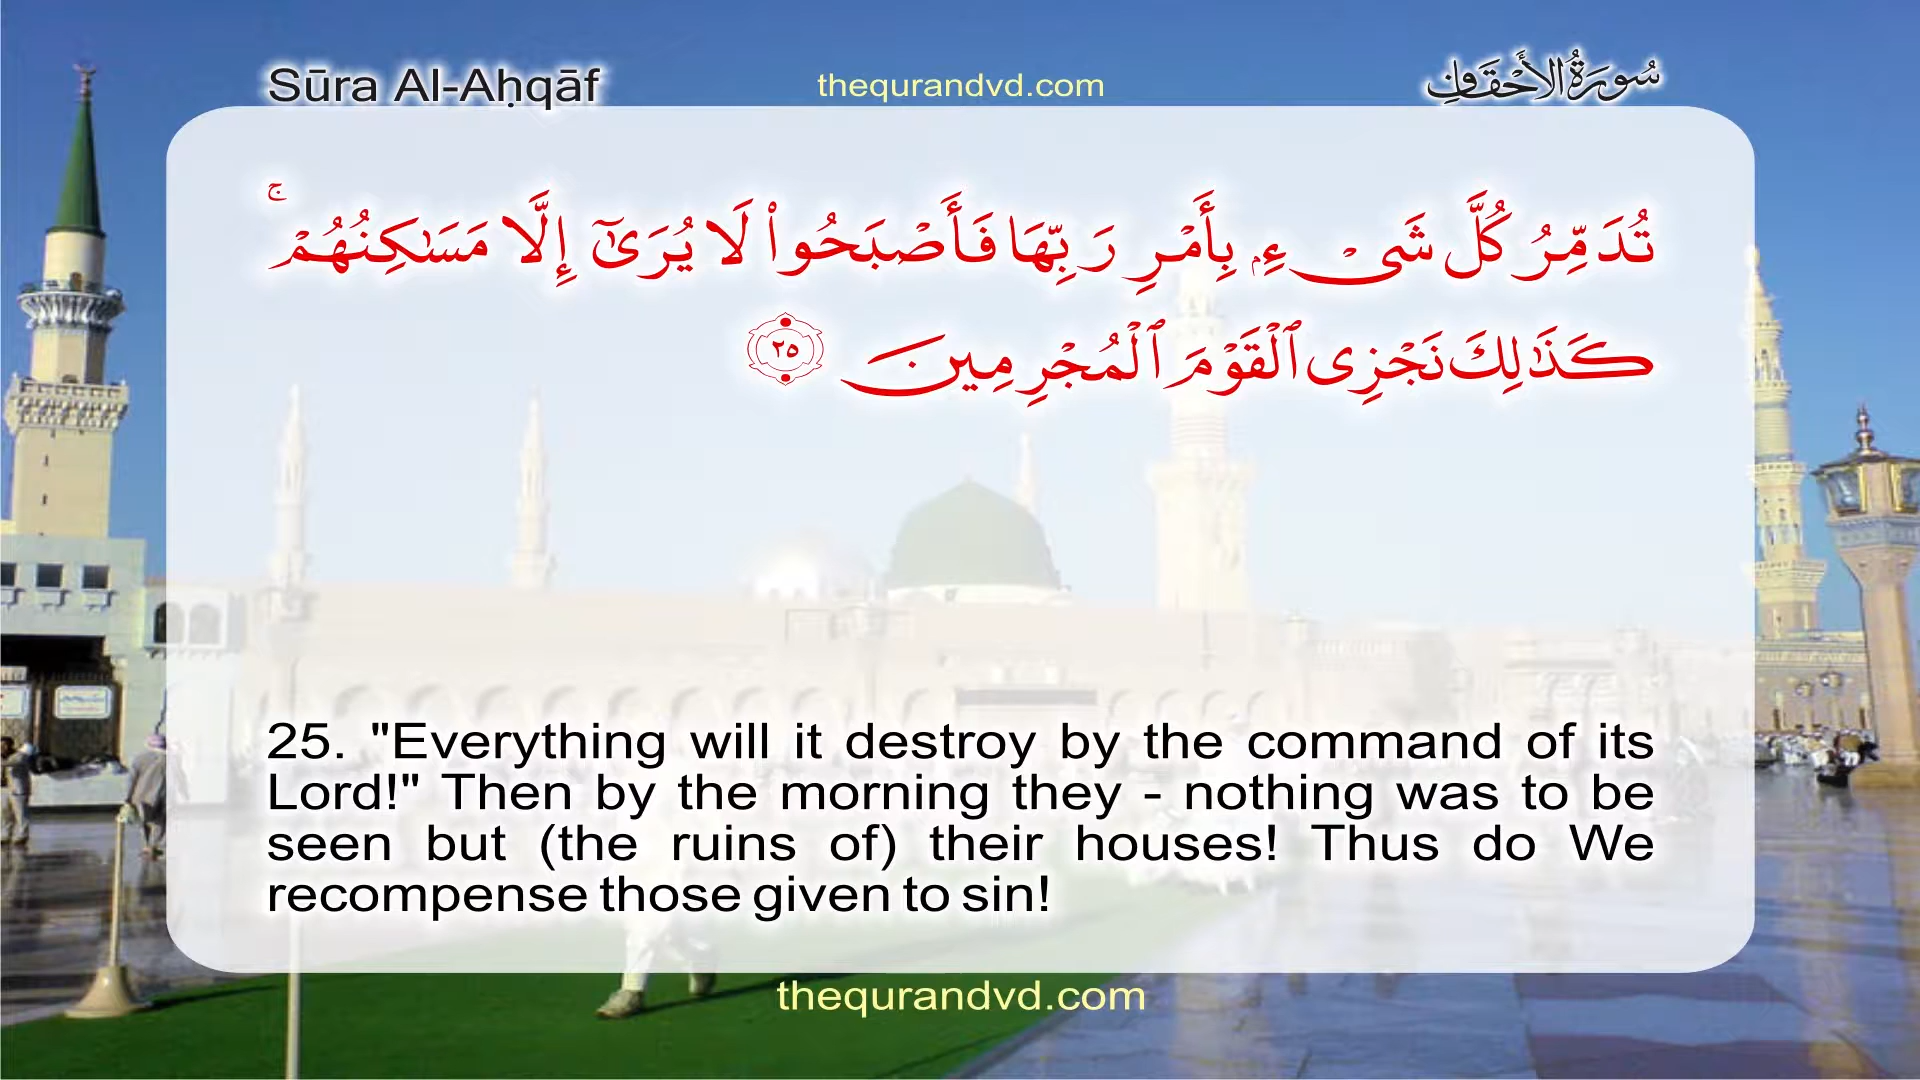 Sūra Al-Aḥqāf
thequrandvd.com
سُورَةُ الأَحْقَافِ
تُدَمِّرُ كُلَّ شَىْءٍۭ بِأَمْرِ رَبِّهَا فَأَصْبَحُوا۟ لَا يُرَىٰٓ إِلَّا مَسَـٰكِنُهُمْ ۚ
كَذَٰلِكَ نَجْزِى ٱلْقَوْمَ ٱلْمُجْرِمِينَ ٢٥
25. "Everything will it destroy by the command of its
Lord!" Then by the morning they - nothing was to be
seen but (the ruins of) their houses! Thus do We
recompense those given to sin!
thequrandvd.com